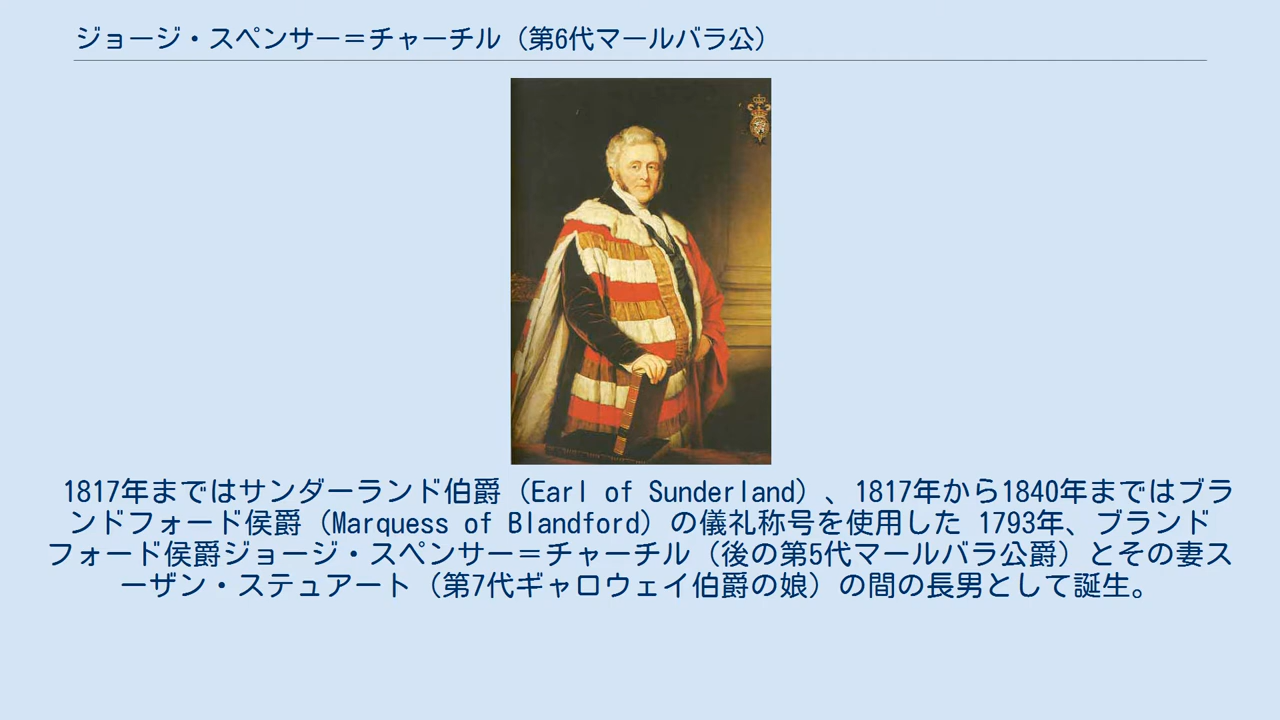 ジョージ・スペンサー＝チャーチル（第6代マールバラ公）
1817年まではサンダーランド伯爵（Earl of Sunderland）、1817年から1840年まではブラ
ンドフォード侯爵（Marquess of Blandford）の儀礼称号を使用した 1793年、ブランド
フォード侯爵ジョージ・スペンサー＝チャーチル（後の第5代マールバラ公爵）とその妻ス
ーザン・ステュアート（第7代ギャロウェイ伯爵の娘）の間の長男として誕生。